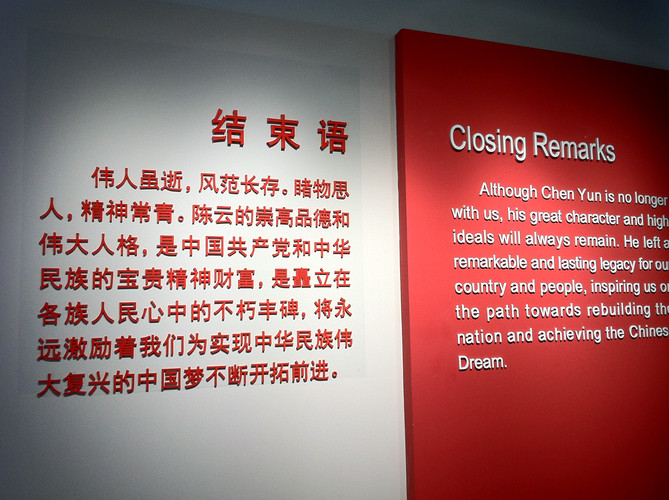 结束语
伟人虽逝，风范长存。睹物思
人，精神常青。陈云的崇高品德和
伟大人格，是中国共产党和中华
民族的宝贵精神财富，是矗立在
各族人民心中的不朽丰碑，将永
远激励着我们为实现中华民族伟
大复兴的中国梦不断开拓前进。
Closing Remarks
Although Chen Yun is no longer
with us, his great character and high
ideals will always remain. He left a
remarkable and lasting legacy for our
country and people, inspiring us on
the path towards rebuilding the
nation and achieving the Chinese
Dream.